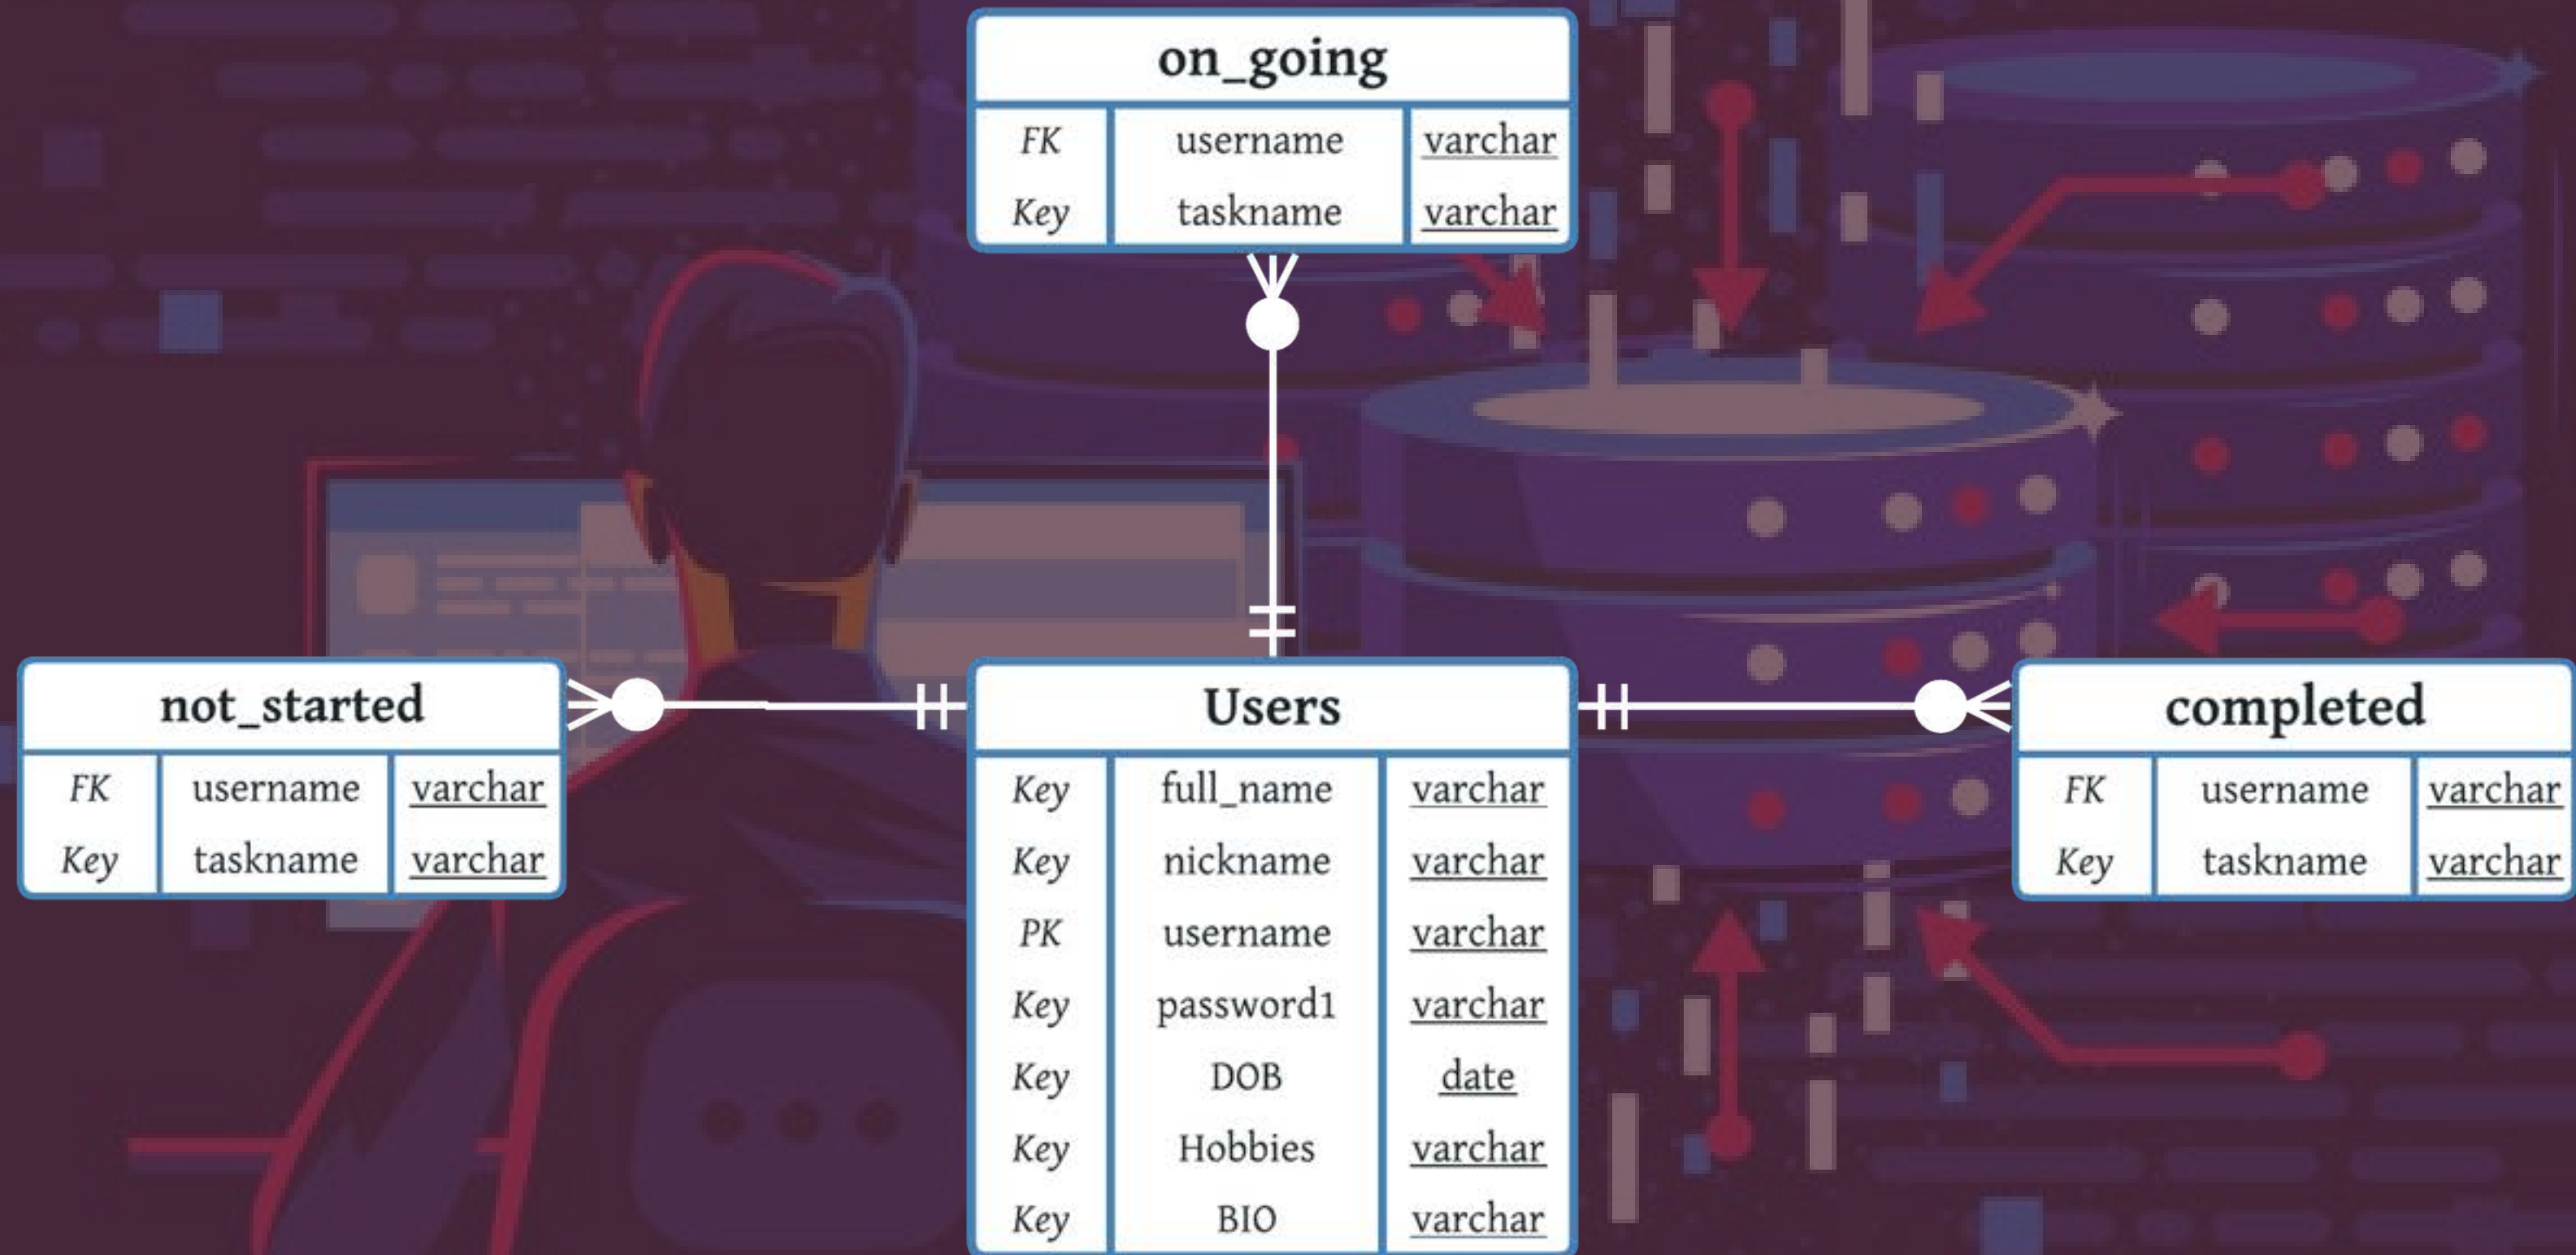 on_going
FK username varchar
Key taskname varchar
not_started
FK username varchar
Key taskname varchar
Users
Key full_name varchar
Key nickname varchar
PK username varchar
Key password1 varchar
Key DOB date
Key Hobbies varchar
Key BIO varchar
completed
FK username varchar
Key taskname varchar